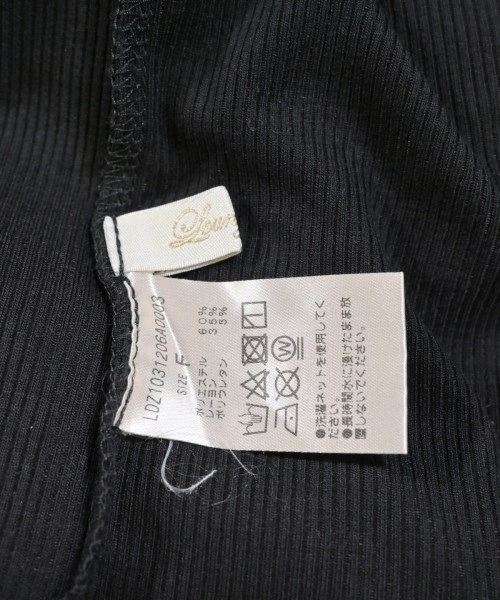 Loun
LDZ1031206A0003
SIZE F
ポリエステル 60%
レーヨン 35%
ポリウレタン 5%
●洗濯ネットを使用してく
ださい。
●長時間水に浸けたまま放
置しないでください。